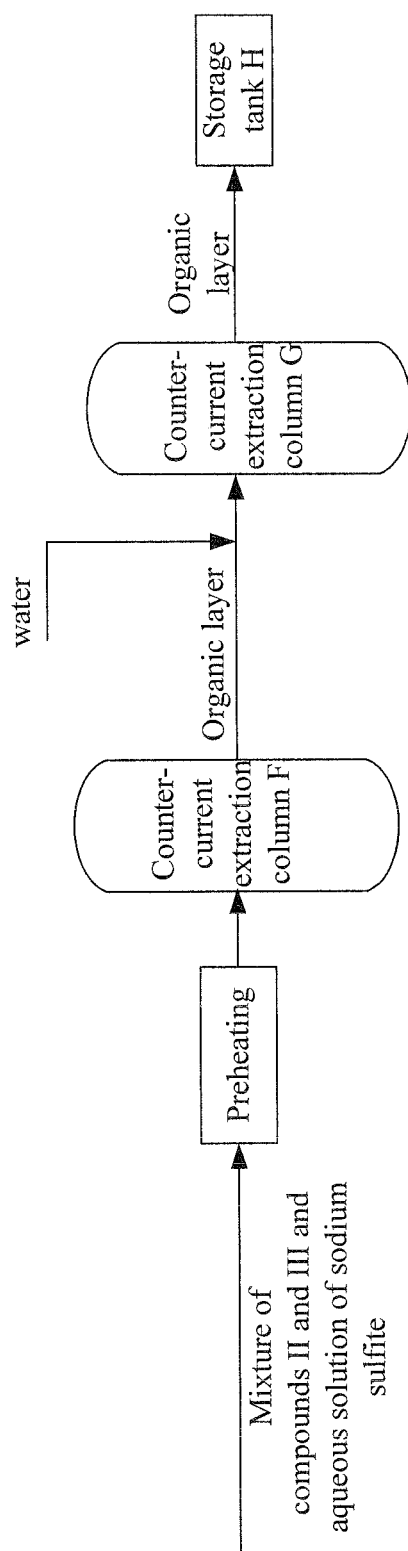 Mixture of
compounds II and III and
aqueous solution of sodium
sulfite
Preheating
Counter-
current
extraction
column F
Organic layer
water
Counter-
current
extraction
column G
Organic
layer
Storage
tank H